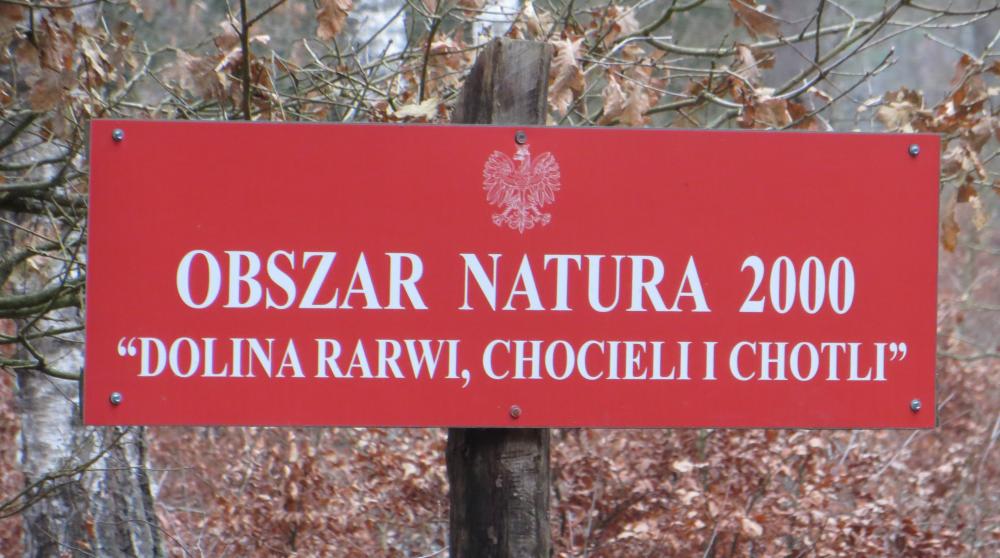 OBSZAR NATURA 2000
“DOLINA RARWI, CHOCIELI I CHOTLI”